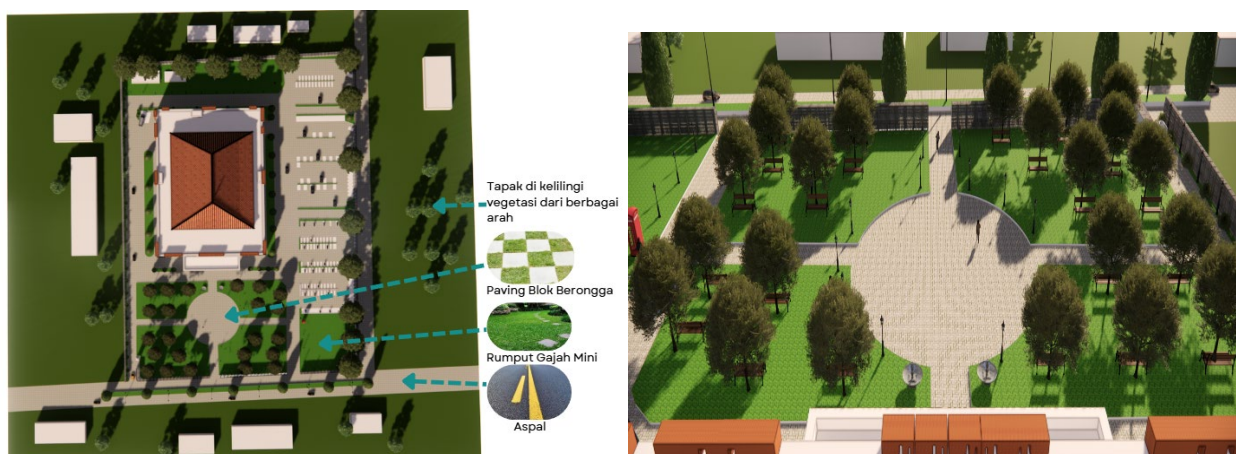 Tapak di kelilingi
vegetasi dari berbagai
arah
Paving Blok Berongga
Rumput Gajah Mini
Aspal